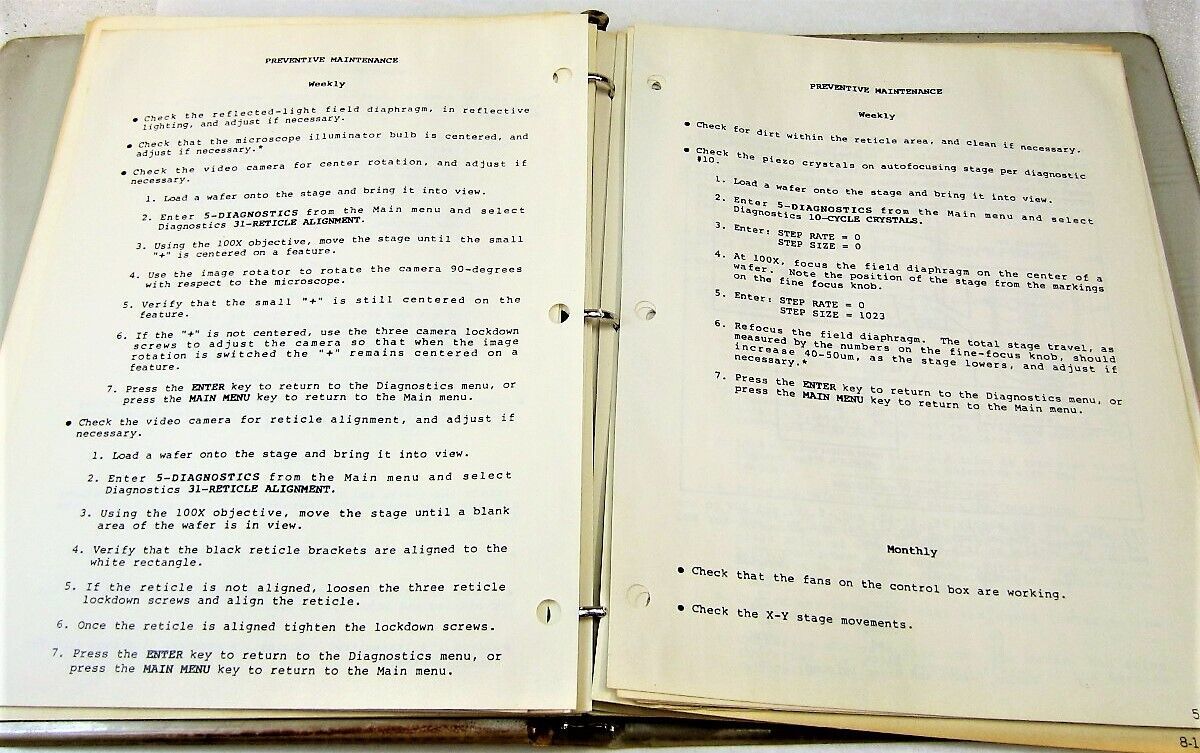 PREVENTIVE MAINTENANCE
Weekly
• Check the reflected-light field diaphragm, in reflective
lighting, and adjust if necessary.
• Check that the microscope illuminator bulb is centered, and
adjust if necessary.*
• Check the video camera for center rotation, and adjust if
necessary.
1. Load a wafer onto the stage and bring it into view.
2. Enter 5-DIAGNOSTICS from the Main menu and select
Diagnostics 31-RETICLE ALIGNMENT.
3. Using the 100X objective, move the stage until the small
"+" is centered on a feature.
4. Use the image rotator to rotate the camera 90-degrees
with respect to the microscope.
5. Verify that the small "+" is still centered on the
feature.
6. If the "+" is not centered, use the three camera lockdown
screws to adjust the camera so that when the image
rotation is switched the "+" remains centered on a
feature.
7. Press the ENTER key to return to the Diagnostics menu, or
press the MAIN MENU key to return to the Main menu.
• Check the video camera for reticle alignment, and adjust if
necessary.
1. Load a wafer onto the stage and bring it into view.
2. Enter 5-DIAGNOSTICS from the Main menu and select
Diagnostics 31-RETICLE ALIGNMENT.
3. Using the 100X objective, move the stage until a blank
area of the wafer is in view.
4. Verify that the black reticle brackets are aligned to the
white rectangle.
5. If the reticle is not aligned, loosen the three reticle
lockdown screws and align the reticle.
6. Once the reticle is aligned tighten the lockdown screws.
7. Press the ENTER key to return to the Diagnostics menu, or
press the MAIN MENU key to return to the Main menu.
PREVENTIVE MAINTENANCE
Weekly
• Check for dirt within the reticle area, and clean if necessary.
• Check the piezo crystals on autofocusing stage per diagnostic
#10.
1. Load a wafer onto the stage and bring it into view.
2. Enter 5-DIAGNOSTICS from the Main menu and select
Diagnostics 10-CYCLE CRYSTALS.
3. Enter: STEP RATE = 0
STEP SIZE = 0
4. At 100X, focus the field diaphragm on the center of a
wafer. Note the position of the stage from the markings
on the fine focus knob.
5. Enter: STEP RATE = 0
STEP SIZE = 1023
6. Refocus the field diaphragm. The total stage travel, as
measured by the numbers on the fine-focus knob, should
increase 40-50um, as the stage lowers, and adjust if
necessary.*
7. Press the ENTER key to return to the Diagnostics menu, or
press the MAIN MENU key to return to the Main menu.
Monthly
• Check that the fans on the control box are working.
• Check the X-Y stage movements.
5
8-1